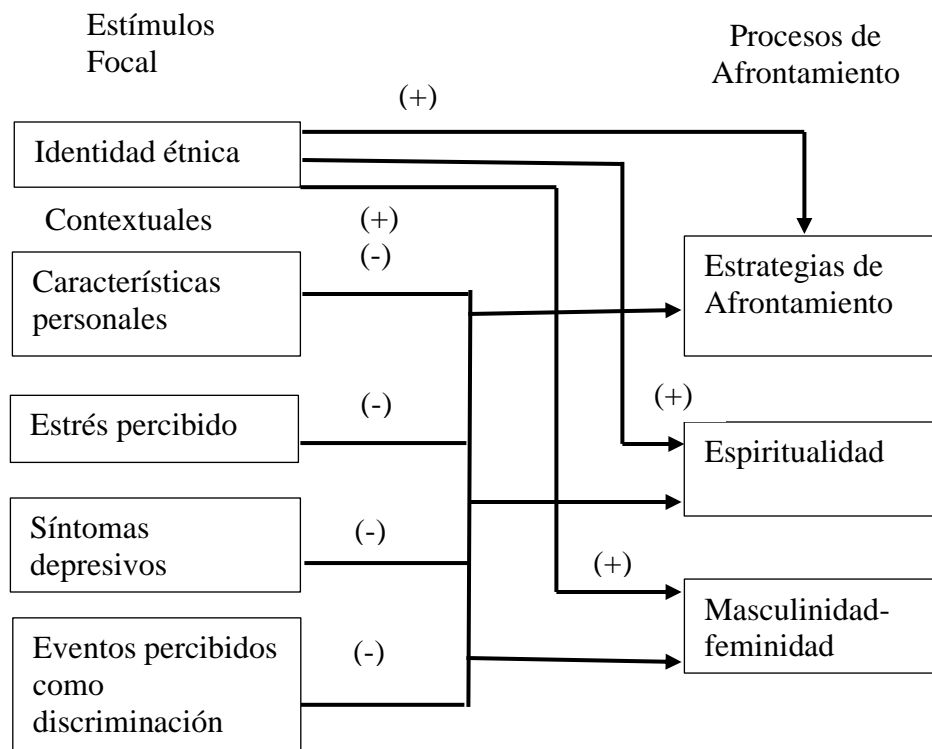 Estímulos
Focal
Procesos de
Afrontamiento
(+)
Identidad étnica
Contextuales
(+)
(-)
Características
personales
Estrategias de
Afrontamiento
(-)
Estrés percibido
(+)
Espiritualidad
Síntomas
depresivos
(-)
(+)
Masculinidad-
feminidad
Eventos percibidos
como
discriminación
(-)